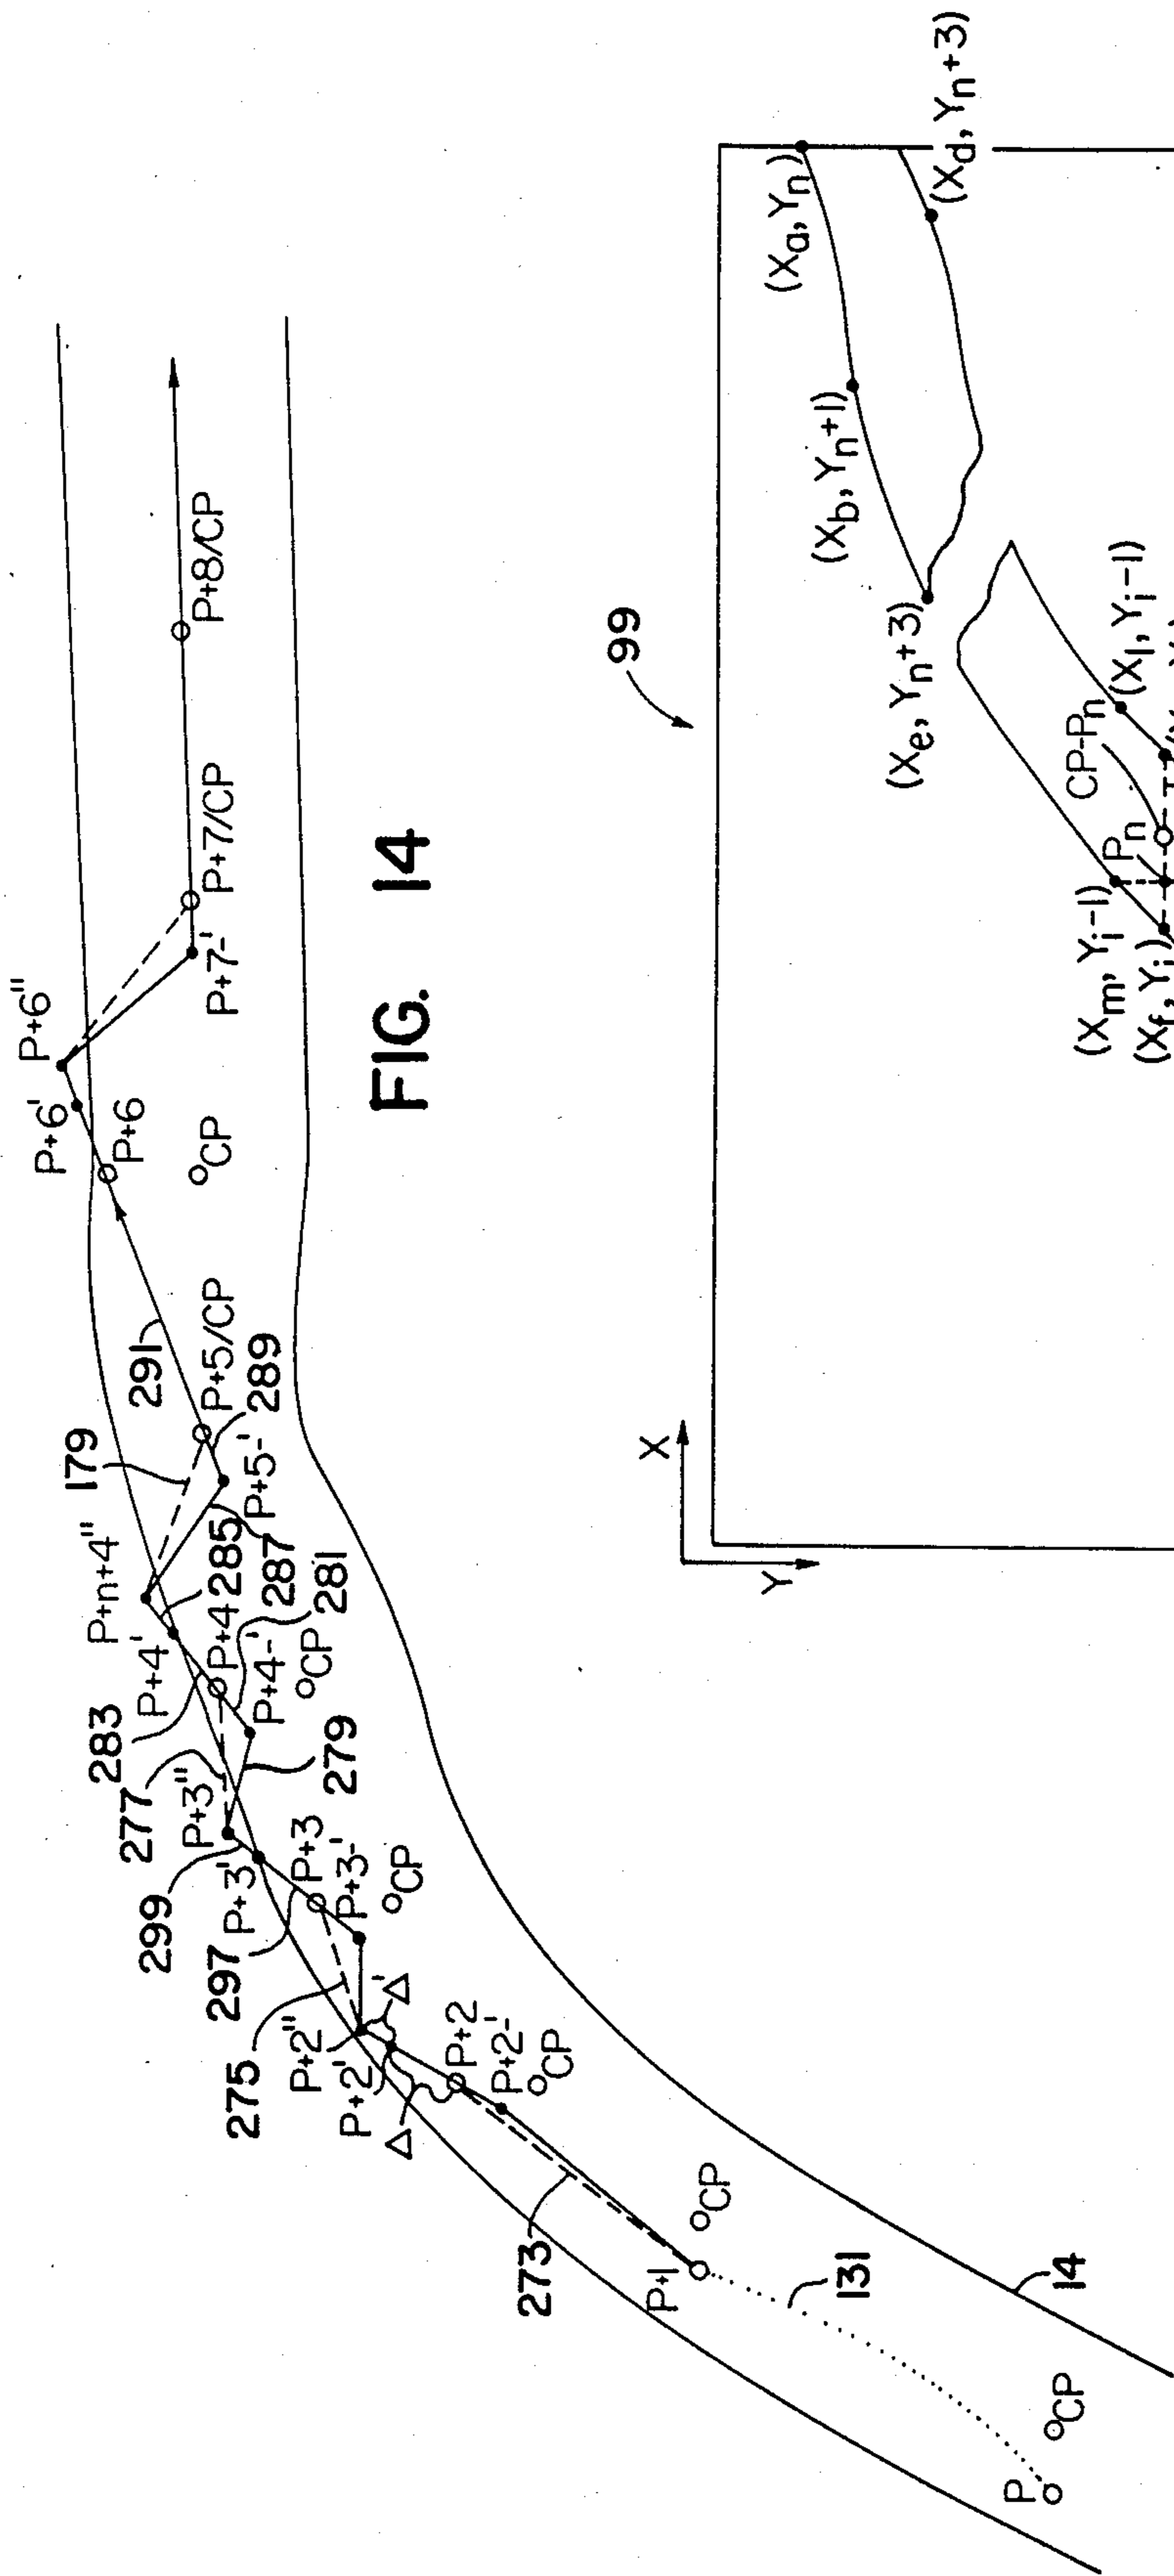 P
°CP
131
14
P+1
°CP
273
P+2-'
°CP
P+2
Δ
Δ'
P+2'
P+2"
275
P+3-'
°CP
P+3
297
P+3'
299
P+3"
277
279
P+4-'
°CP
281
P+4
283
285
P+4'
P+n+4"
287
179
P+5-'
289
P+5/CP
291
P+6
°CP
P+6'
P+6"
P+7-'
P+7/CP
P+8/CP
FIG. 14
99
X
Y
(Xa, Yn)
(Xb, Yn+1)
(Xd, Yn+3)
(Xe, Yn+3)
(Xm, Yi-1)
Pn
CP-Pn
(Xl, Yi-1)
(Xf, Yi)